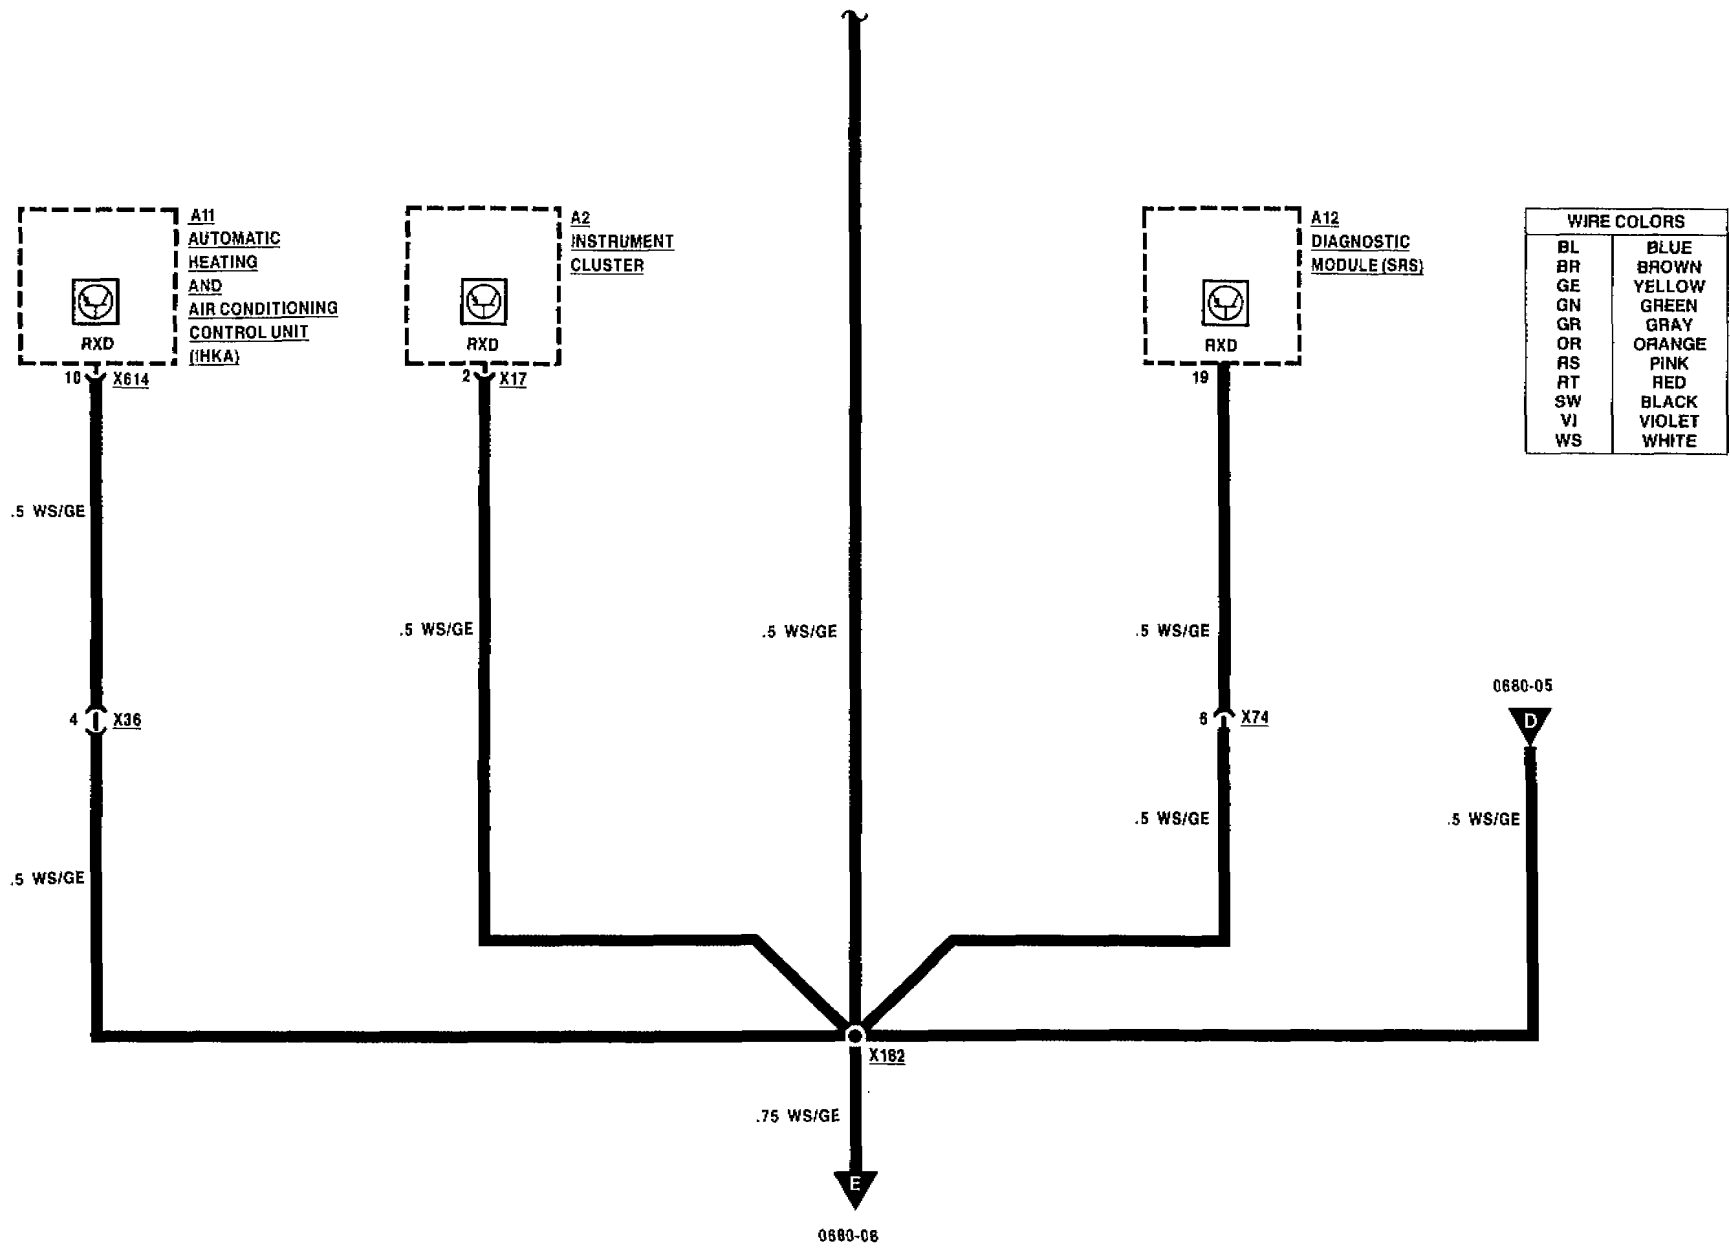 A11
AUTOMATIC
HEATING
AND
AIR CONDITIONING
CONTROL UNIT
(IHKA)
RXD
10 X614
A2
INSTRUMENT
CLUSTER
RXD
2 X17
A12
DIAGNOSTIC
MODULE (SRS)
RXD
19
WIRE COLORS
BL BLUE
BR BROWN
GE YELLOW
GN GREEN
GR GRAY
OR ORANGE
RS PINK
RT RED
SW BLACK
VI VIOLET
WS WHITE
.5 WS/GE
.5 WS/GE
.5 WS/GE
.5 WS/GE
0680-05
D
4 X36
6 X74
.5 WS/GE
.5 WS/GE
.5 WS/GE
X182
.75 WS/GE
E
0680-06